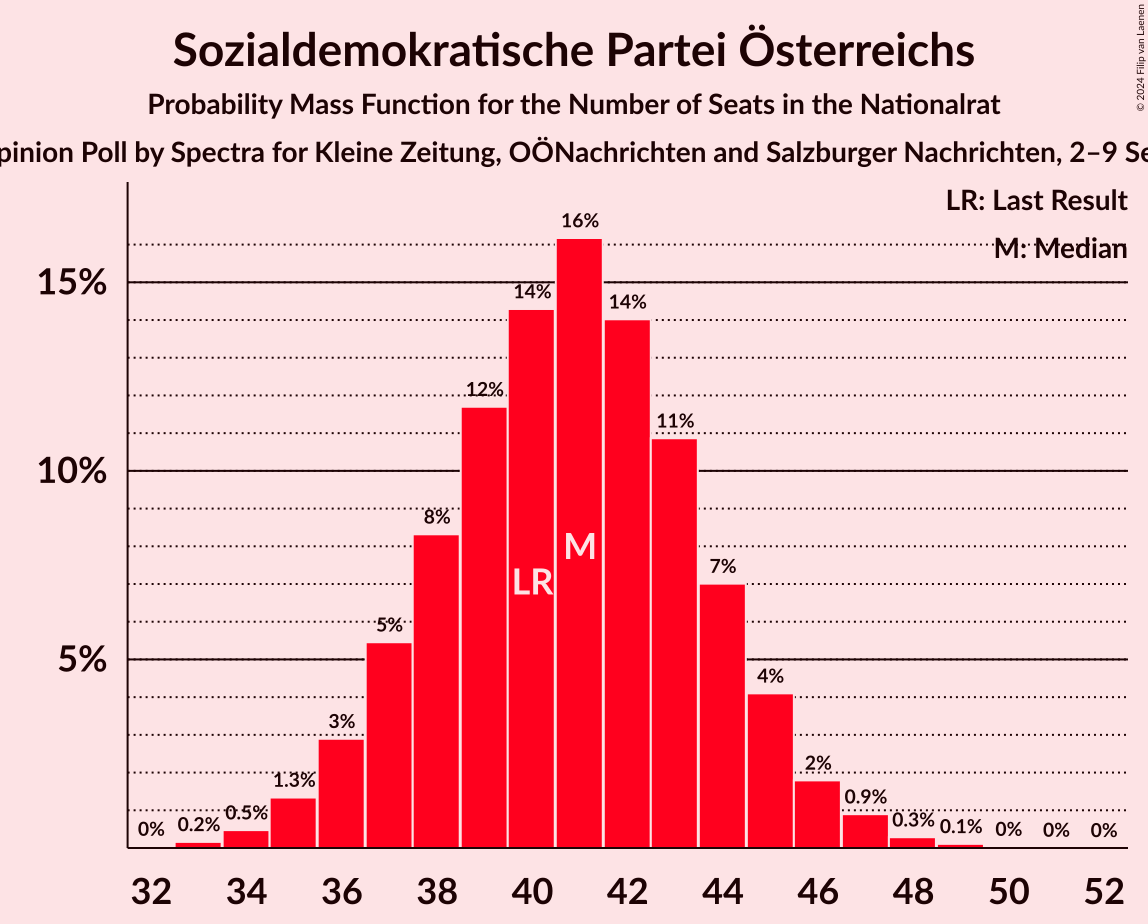 Sozialdemokratische Partei Österreichs
Probability Mass Function for the Number of Seats in the Nationalrat
pinion Poll by Spectra for Kleine Zeitung, OÖNachrichten and Salzburger Nachrichten, 2–9 Se
© 2024 Filip van Laenen
LR: Last Result
M: Median
15%
10%
5%
0%
0.2%
0.5%
1.3%
3%
5%
8%
12%
14%
16%
14%
11%
7%
4%
2%
0.9%
0.3%
0.1%
0%
0%
0%
LR
M
32 34 36 38 40 42 44 46 48 50 52